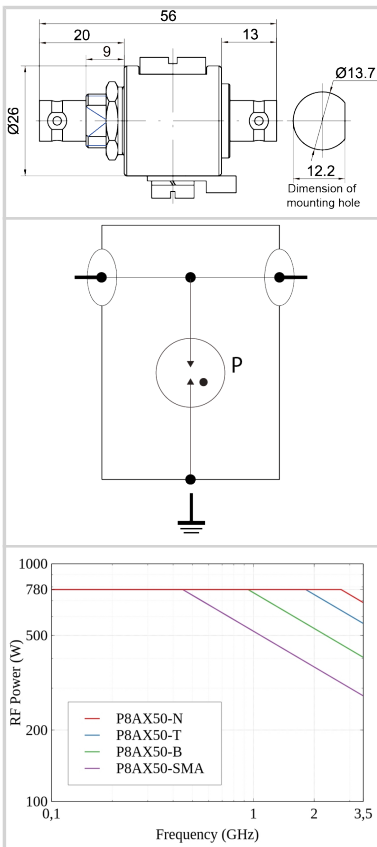 56
20
13
9
Ø26
Ø13.7
12.2
Dimension of
mounting hole
P
1000
780
500
200
100
RF Power (W)
P8AX50-N
P8AX50-T
P8AX50-B
P8AX50-SMA
0,1
1
2
3,5
Frequency (GHz)